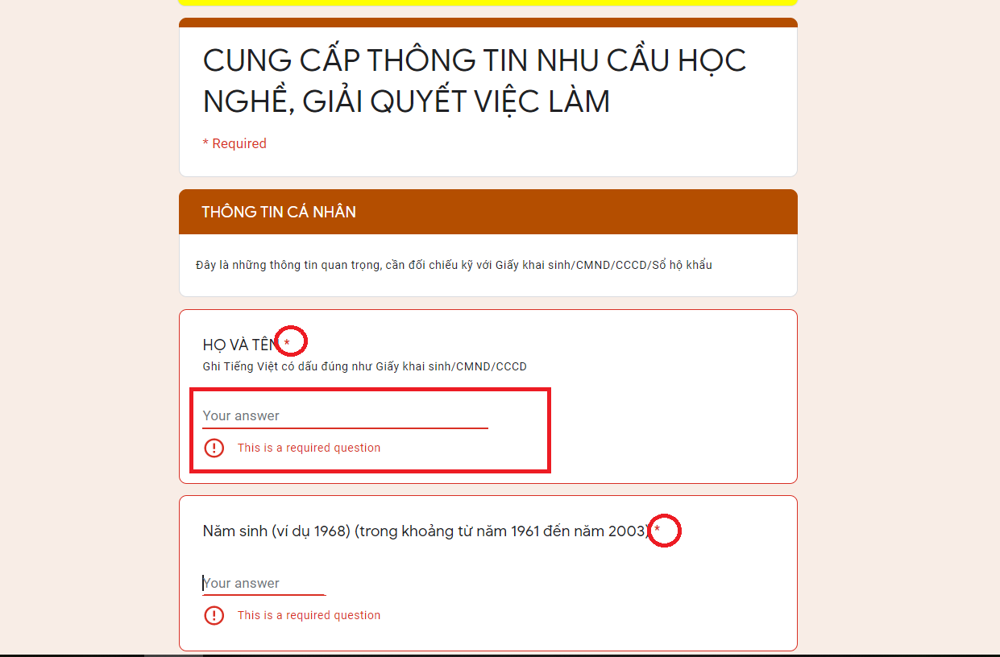 CUNG CẤP THÔNG TIN NHU CẦU HỌC
NGHỀ, GIẢI QUYẾT VIỆC LÀM
* Required
THÔNG TIN CÁ NHÂN
Đây là những thông tin quan trọng, cần đối chiếu kỹ với Giấy khai sinh/CMND/CCCD/Sổ hộ khẩu
HỌ VÀ TÊN *
Ghi Tiếng Việt có dấu đúng như Giấy khai sinh/CMND/CCCD
Your answer
This is a required question
Năm sinh (ví dụ 1968) (trong khoảng từ năm 1961 đến năm 2003) *
Your answer
This is a required question